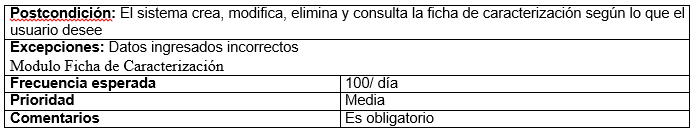 Postcondición: El sistema crea, modifica, elimina y consulta la ficha de caracterización según lo que el
usuario desee
Excepciones: Datos ingresados incorrectos
Modulo Ficha de Caracterización
Frecuencia esperada 100/ día
Prioridad Media
Comentarios Es obligatorio